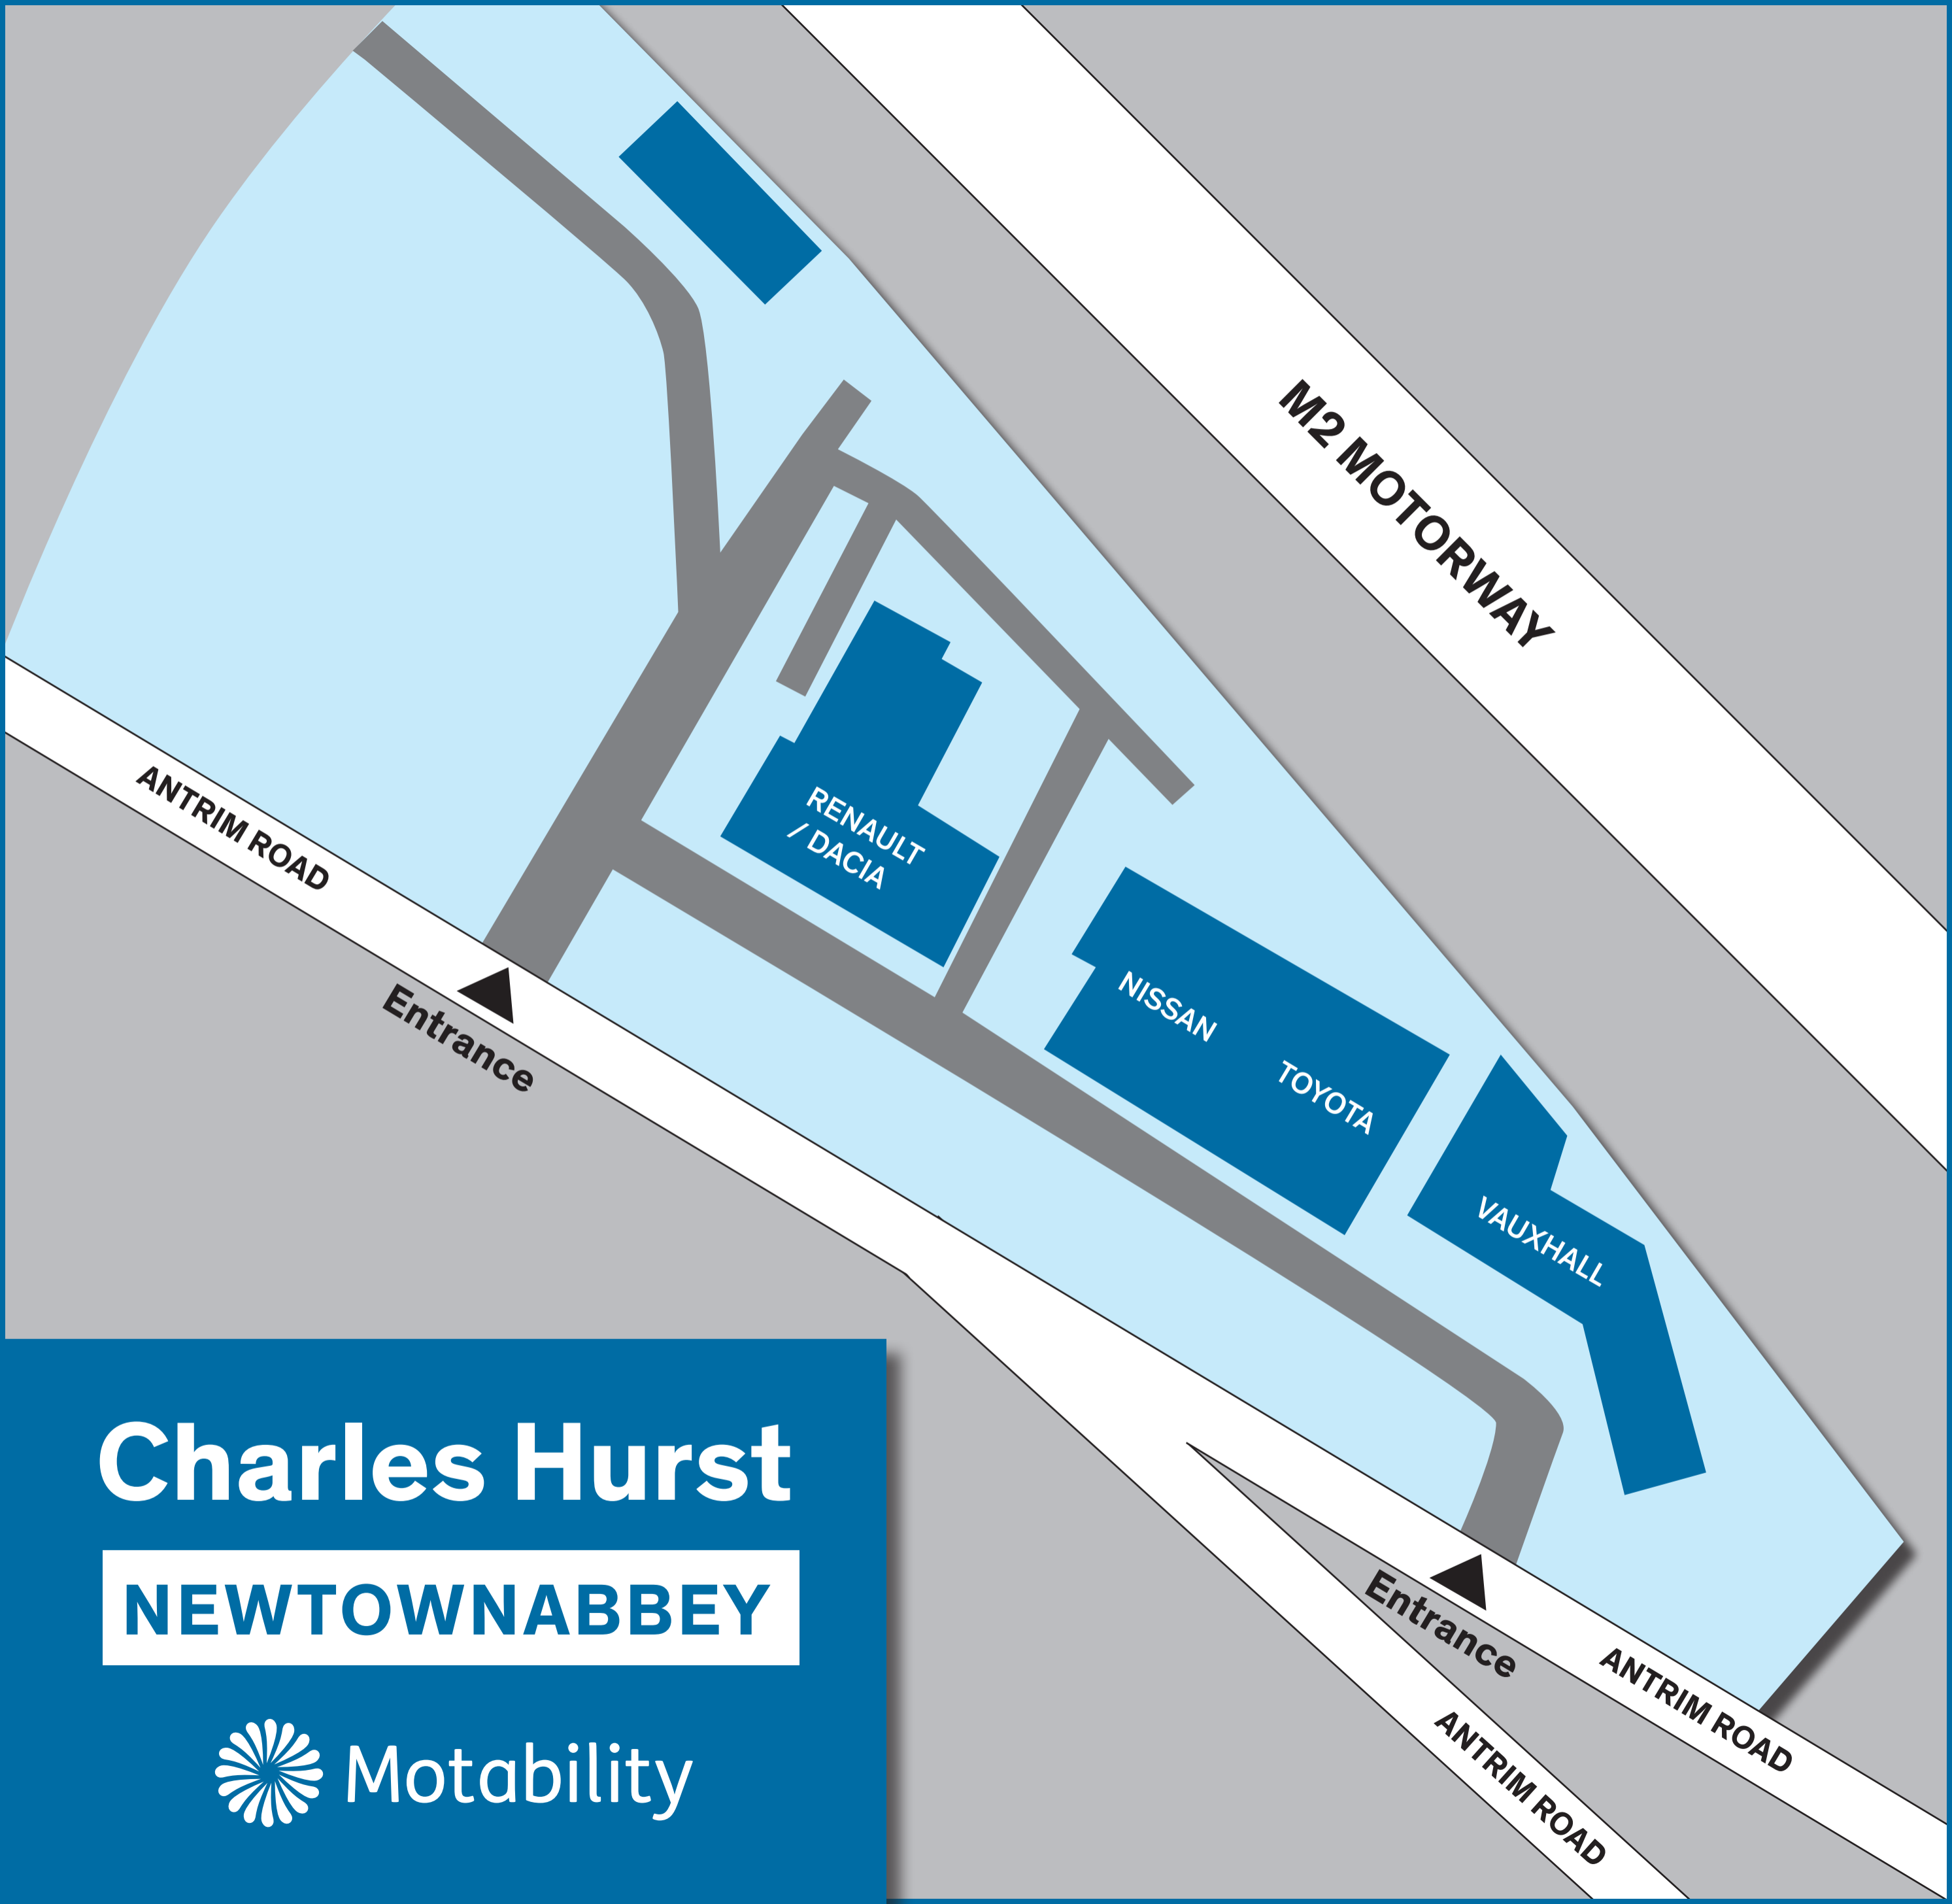 M2 MOTORWAY
ANTRIM ROAD
RENAULT
/ DACIA
NISSAN
TOYOTA
VAUXHALL
Entrance
Entrance
ANTRIM ROAD
ANTRIM ROAD
Charles Hurst
NEWTOWNABBEY
Motability